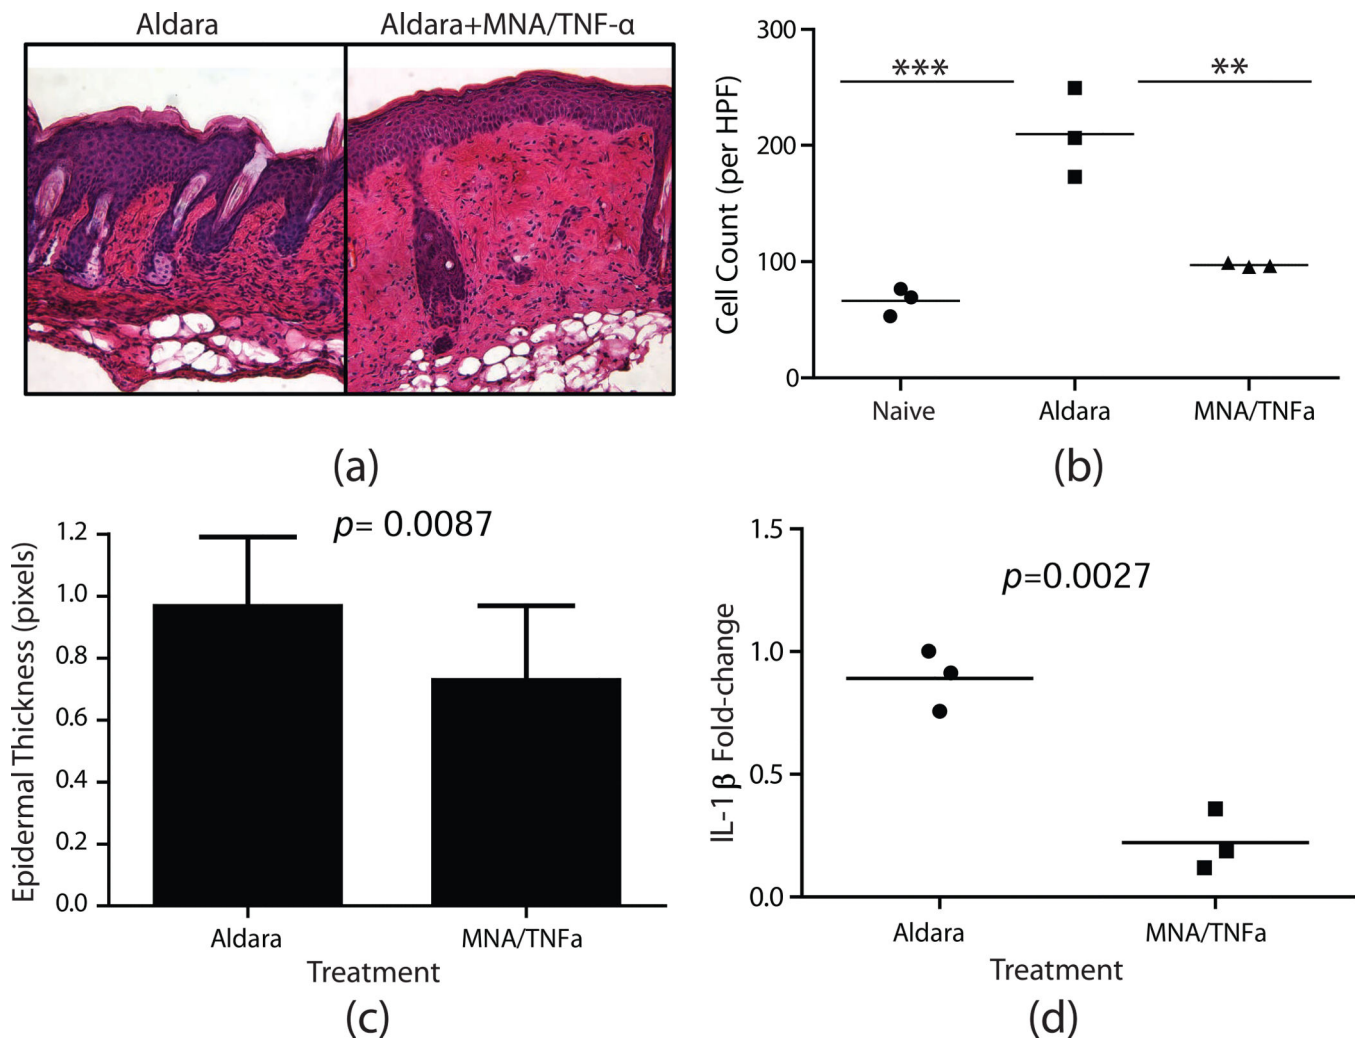 Aldara
Aldara+MNA/TNF-α
(a)
Cell Count (per HPF)
300
200
100
0
***
**
Naive
Aldara
MNA/TNFa
(b)
Epidermal Thickness (pixels)
1.2
1.0
0.8
0.6
0.4
0.2
0.0
p= 0.0087
Aldara
MNA/TNFa
Treatment
(c)
IL-1β Fold-change
1.5
1.0
0.5
0.0
p=0.0027
Aldara
MNA/TNFa
Treatment
(d)